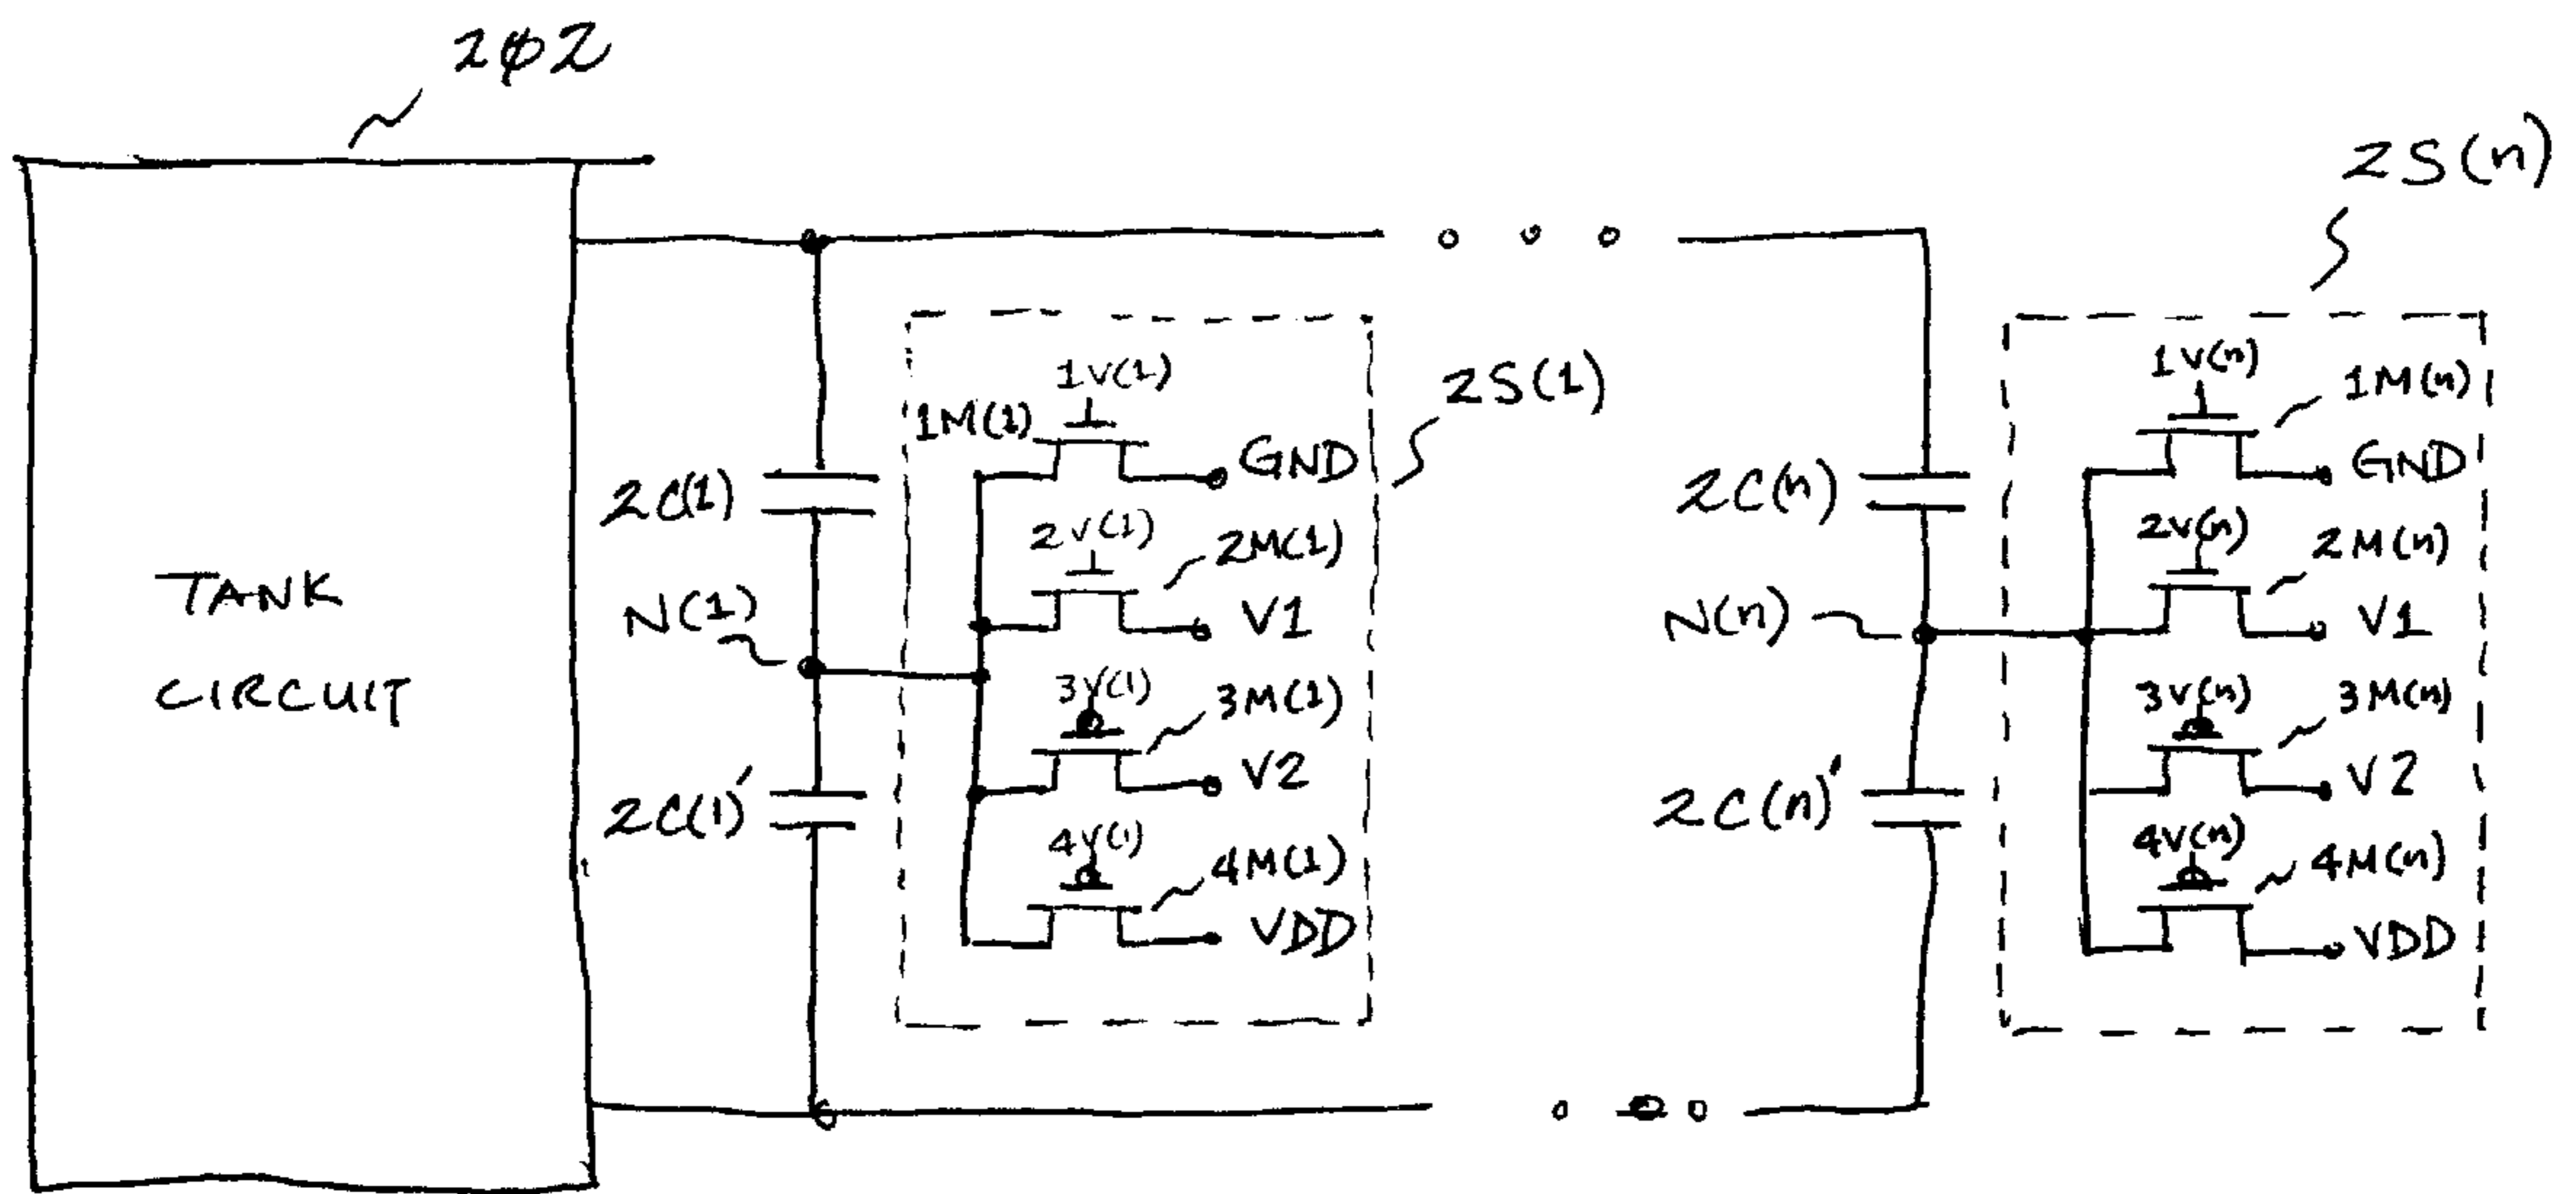 202
2S(n)
1V(1)
1M(1)
GND
2S(1)
2C(1)
2V(1)
2M(1)
V1
N(1)
3V(1)
3M(1)
V2
2C(1)'
4V(1)
4M(1)
VDD
TANK
CIRCUIT
1V(n)
1M(n)
GND
2C(n)
2V(n)
2M(n)
V1
N(n)
3V(n)
3M(n)
V2
2C(n)'
4V(n)
4M(n)
VDD